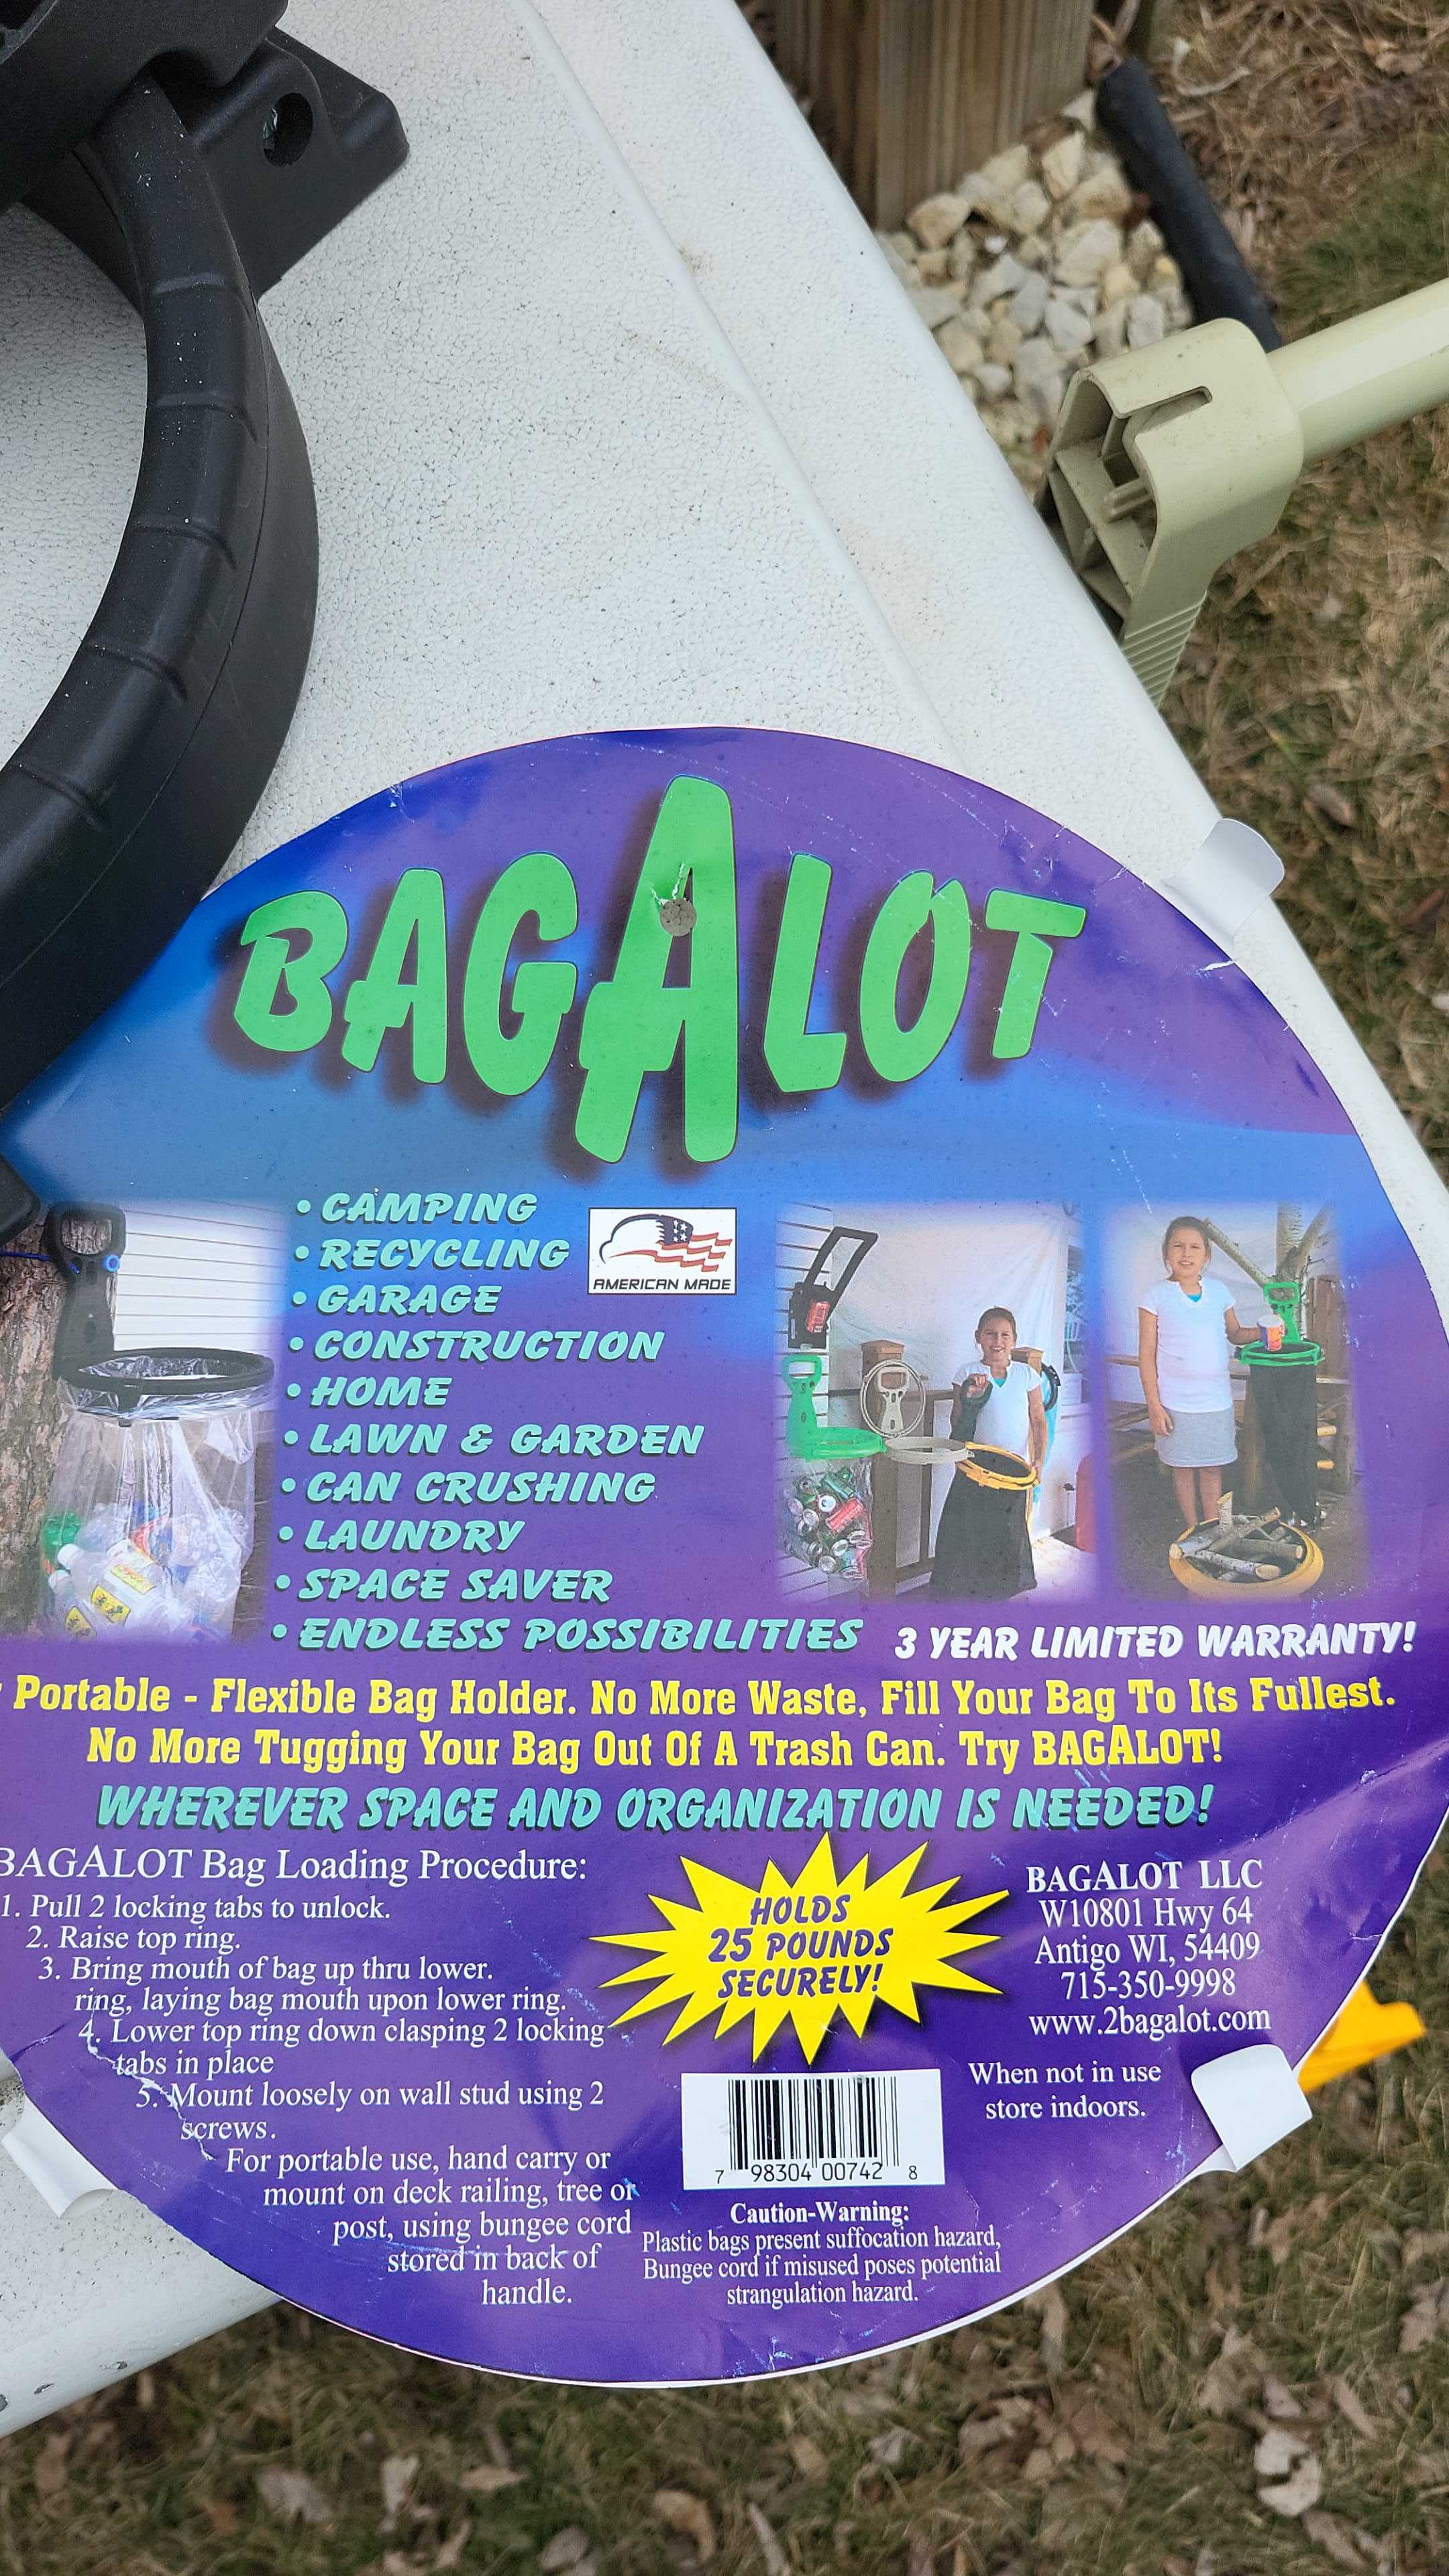 BAGALOT
• CAMPING
• RECYCLING
• GARAGE
• CONSTRUCTION
• HOME
• LAWN & GARDEN
• CAN CRUSHING
• LAUNDRY
• SPACE SAVER
• ENDLESS POSSIBILITIES
AMERICAN MADE
3 YEAR LIMITED WARRANTY!
Portable - Flexible Bag Holder. No More Waste, Fill Your Bag To Its Fullest.
No More Tugging Your Bag Out Of A Trash Can. Try BAGALOT!
WHEREVER SPACE AND ORGANIZATION IS NEEDED!
BAGALOT Bag Loading Procedure:
1. Pull 2 locking tabs to unlock.
2. Raise top ring.
3. Bring mouth of bag up thru lower.
ring, laying bag mouth upon lower ring.
4. Lower top ring down clasping 2 locking
tabs in place
5. Mount loosely on wall stud using 2
screws.
For portable use, hand carry or
mount on deck railing, tree or
post, using bungee cord
stored in back of
handle.
HOLDS
25 POUNDS
SECURELY!
7 98304 00742 8
Caution-Warning:
Plastic bags present suffocation hazard,
Bungee cord if misused poses potential
strangulation hazard.
BAGALOT LLC
W10801 Hwy 64
Antigo WI, 54409
715-350-9998
www.2bagalot.com
When not in use
store indoors.